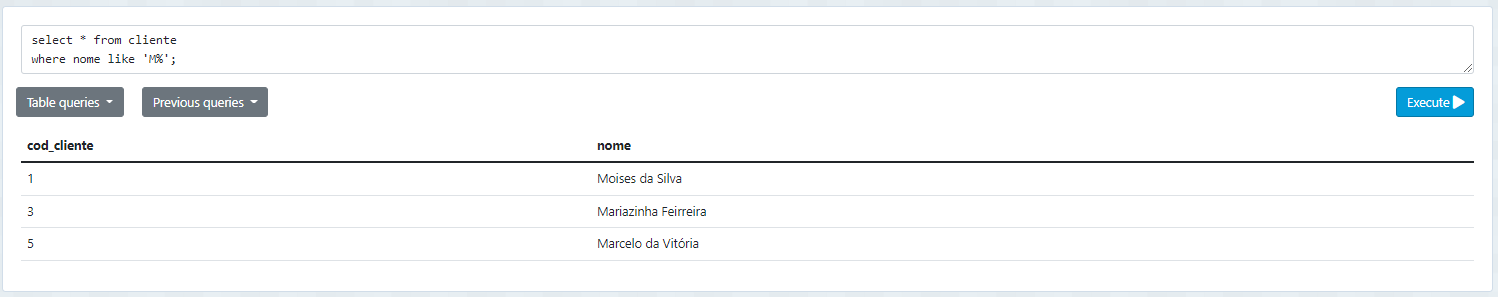 select * from cliente
where nome like 'M%';
Table queries Previous queries Execute
cod_cliente nome
1 Moises da Silva
3 Mariazinha Feirreira
5 Marcelo da Vitória